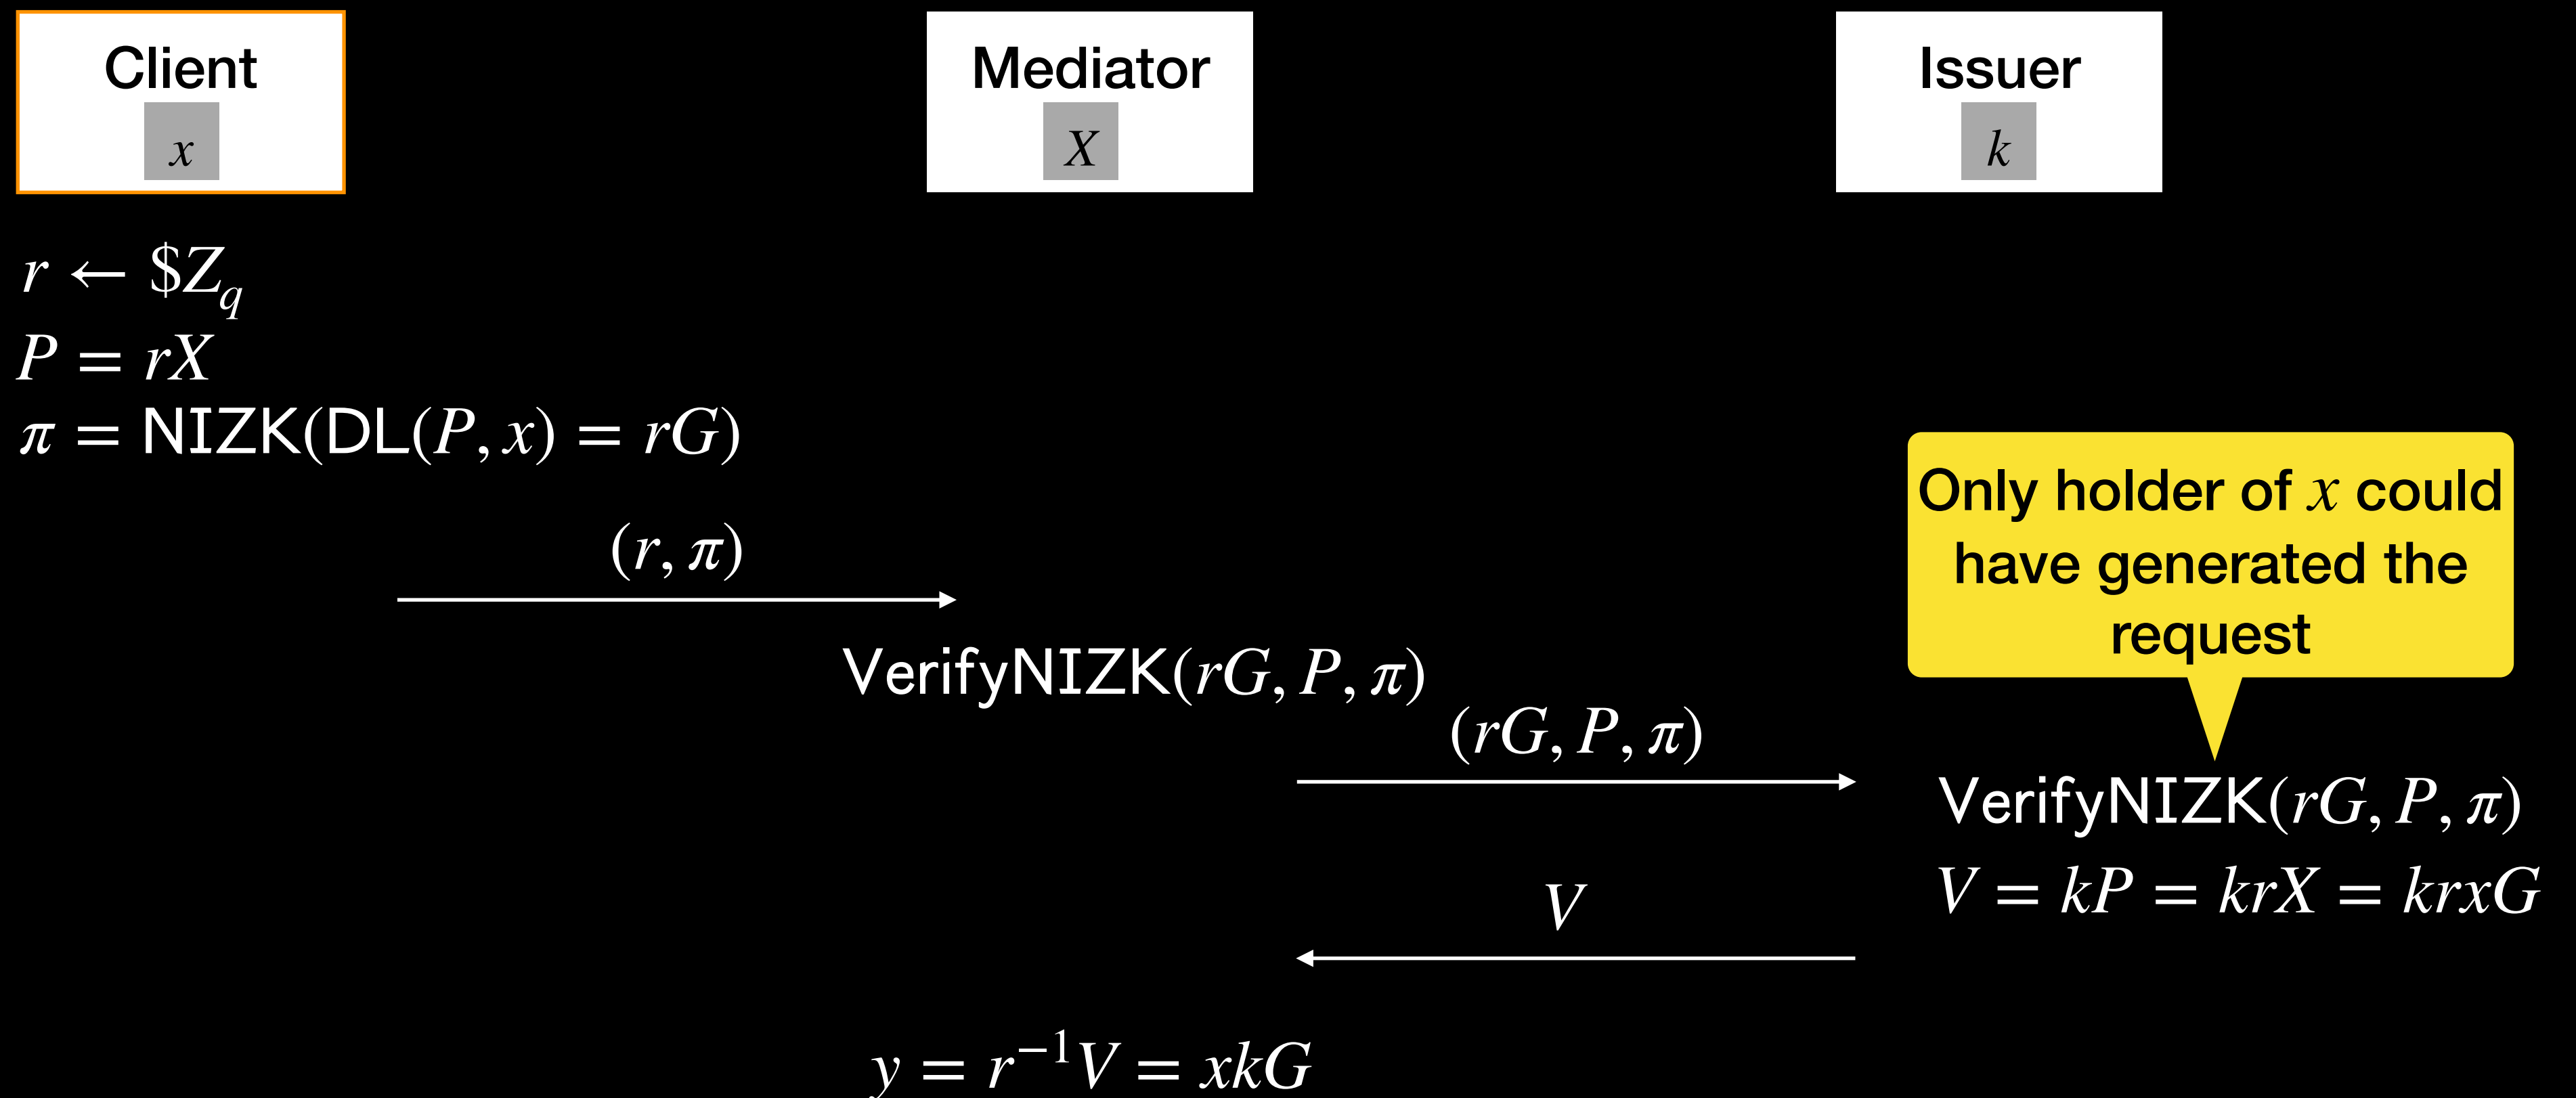 Client
x
Mediator
X
Issuer
k
r ← $Z_q
P = rX
π = NIZK(DL(P, x) = rG)
(r, π)
VerifyNIZK(rG, P, π)
(rG, P, π)
Only holder of x could
have generated the
request
VerifyNIZK(rG, P, π)
V = kP = krX = krxG
V
y = r^{−1}V = xkG